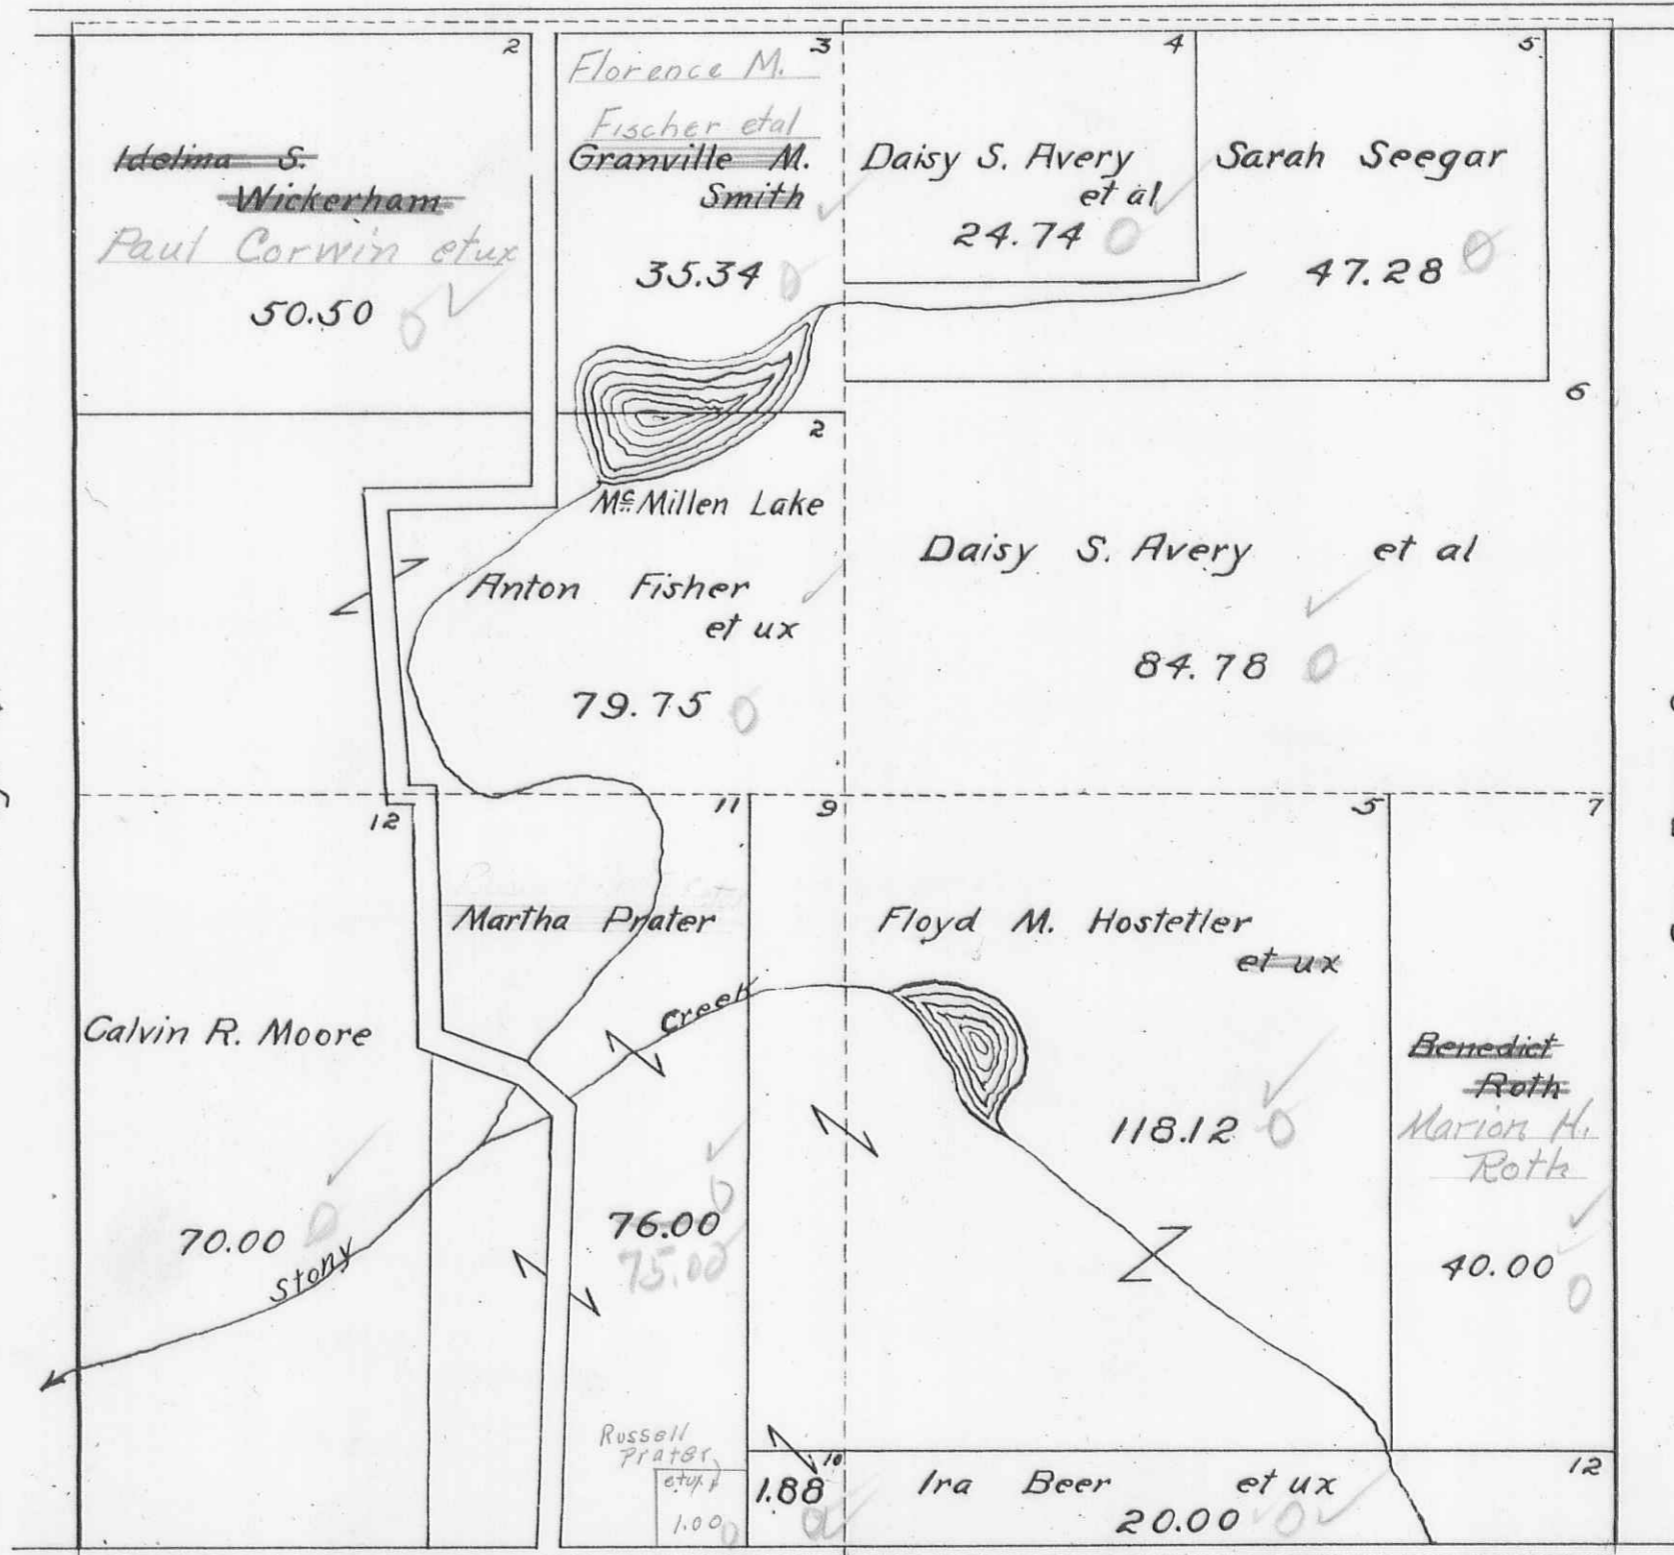 2
Idelma S.
Wickerham
Paul Corwin etux
50.50
3
Florence M.
Fischer etal
Granville M.
Smith
35.34
4
Daisy S. Avery
et al
24.74
5
Sarah Seegar
47.28
6
2
McMillen Lake
Anton Fisher
et ux
79.75
Daisy S. Avery et al
84.78
12
11
9
5
7
Martha Prater
Floyd M. Hostetler
et ux
Creek
Calvin R. Moore
118.12
Benedict
Roth
Marion H.
Roth
70.00
Stony
76.00
75.00
40.00
Russell
Prater,
etux
1.00
10
1.88
12
Ira Beer et ux
20.00